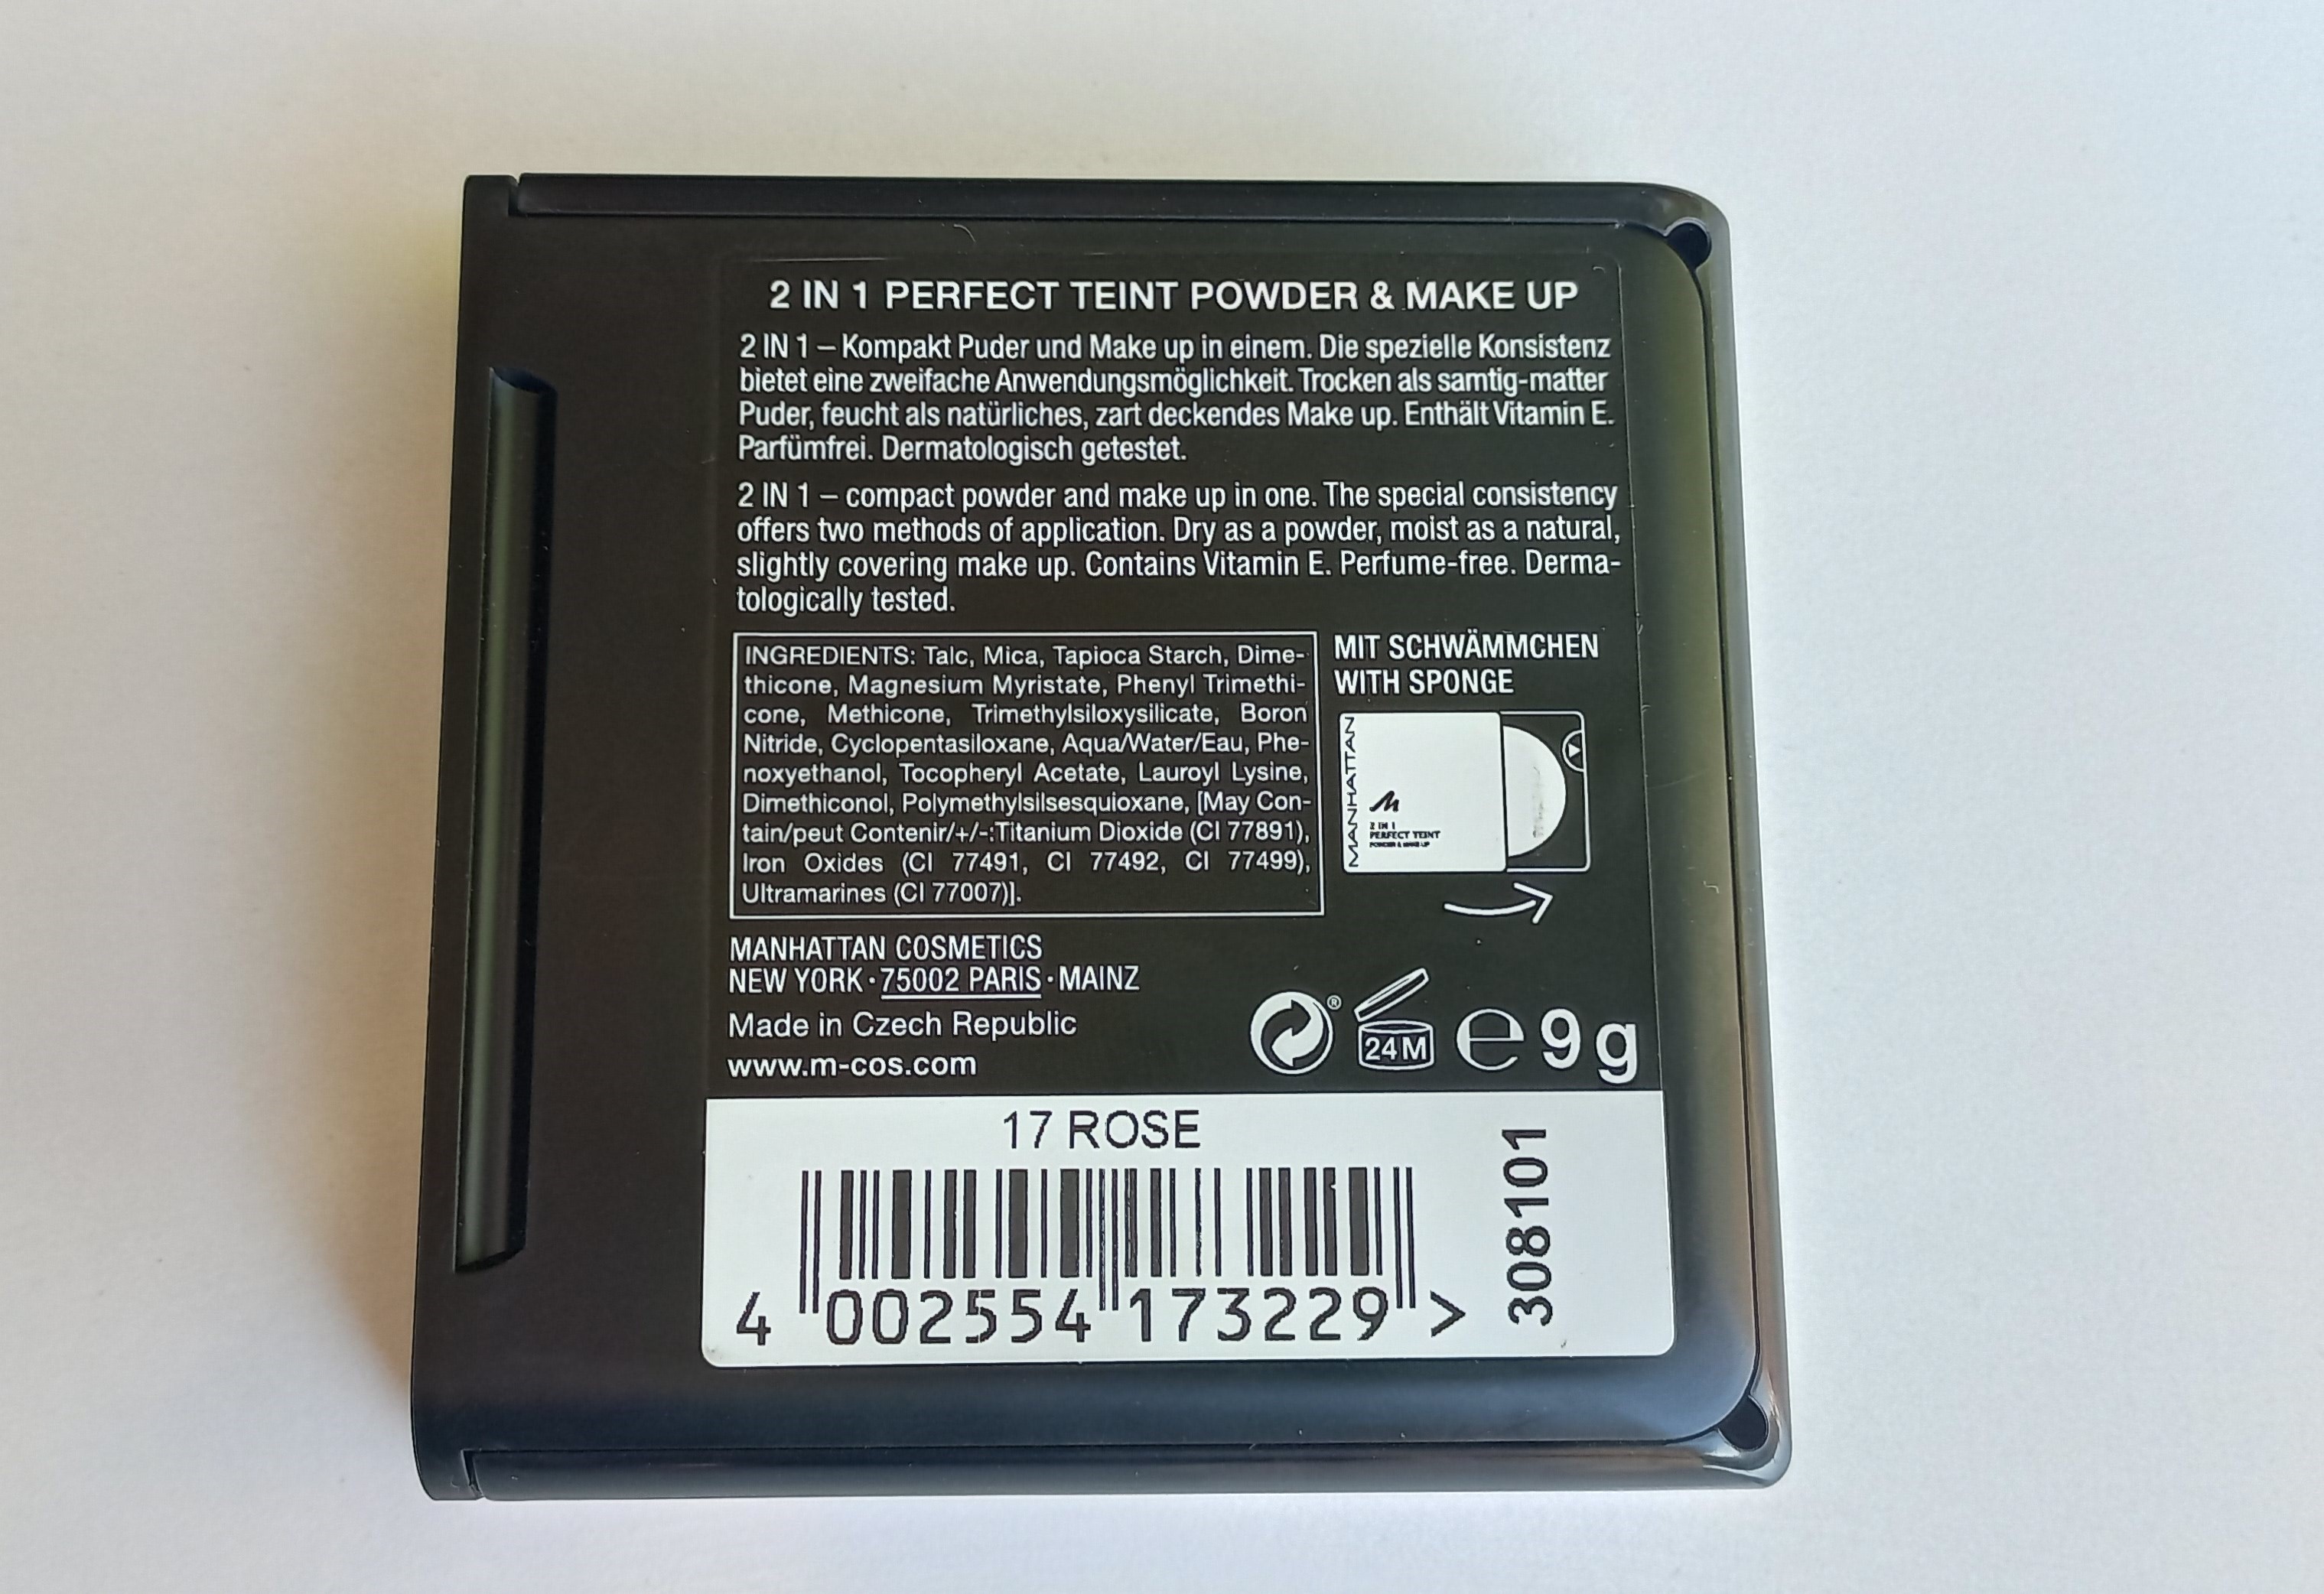 2 IN 1 PERFECT TEINT POWDER & MAKE UP
2 IN 1 – Kompakt Puder und Make up in einem. Die spezielle Konsistenz
bietet eine zweifache Anwendungsmöglichkeit. Trocken als samtig-matter
Puder, feucht als natürliches, zart deckendes Make up. Enthält Vitamin E.
Parfümfrei. Dermatologisch getestet.
2 IN 1 – compact powder and make up in one. The special consistency
offers two methods of application. Dry as a powder, moist as a natural,
slightly covering make up. Contains Vitamin E. Perfume-free. Derma-
tologically tested.
INGREDIENTS: Talc, Mica, Tapioca Starch, Dime-
thicone, Magnesium Myristate, Phenyl Trimethi-
cone, Methicone, Trimethylsiloxysilicate, Boron
Nitride, Cyclopentasiloxane, Aqua/Water/Eau, Phe-
noxyethanol, Tocopheryl Acetate, Lauroyl Lysine,
Dimethiconol, Polymethylsilsesquioxane, [May Con-
tain/peut Contenir/+/-:Titanium Dioxide (CI 77891),
Iron Oxides (CI 77491, CI 77492, CI 77499),
Ultramarines (CI 77007)].
MIT SCHWÄMMCHEN
WITH SPONGE
MANHATTAN
2 IN 1
PERFECT TEINT
POWDER & MAKE UP
MANHATTAN COSMETICS
NEW YORK · 75002 PARIS · MAINZ
Made in Czech Republic
www.m-cos.com
®
24 M
℮ 9 g
17 ROSE
4 002554 173229 >
308101